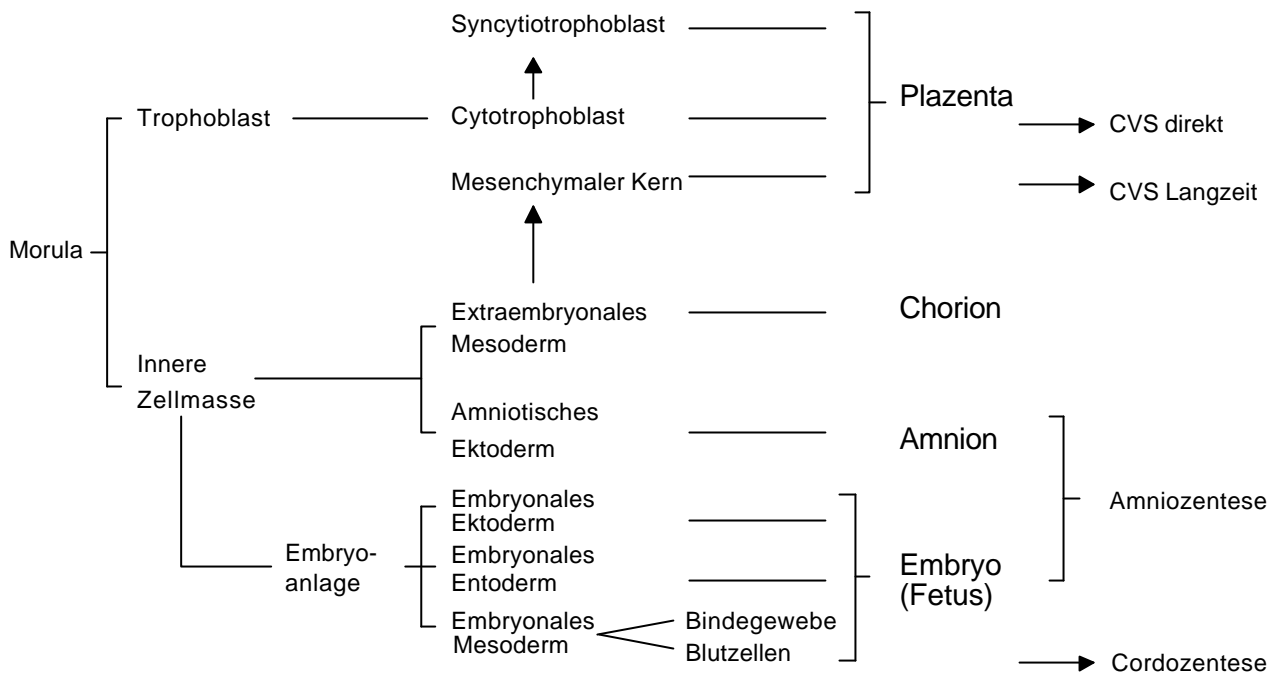 Syncytiotrophoblast
Plazenta
Trophoblast
Cytotrophoblast
CVS direkt
Mesenchymaler Kern
CVS Langzeit
Morula
Extraembryonales
Mesoderm
Chorion
Innere
Zellmasse
Amniotisches
Ektoderm
Amnion
Embryonales
Ektoderm
Amniozentese
Embryo-
anlage
Embryonales
Entoderm
Embryo
(Fetus)
Embryonales
Mesoderm
Bindegewebe
Blutzellen
Cordozentese